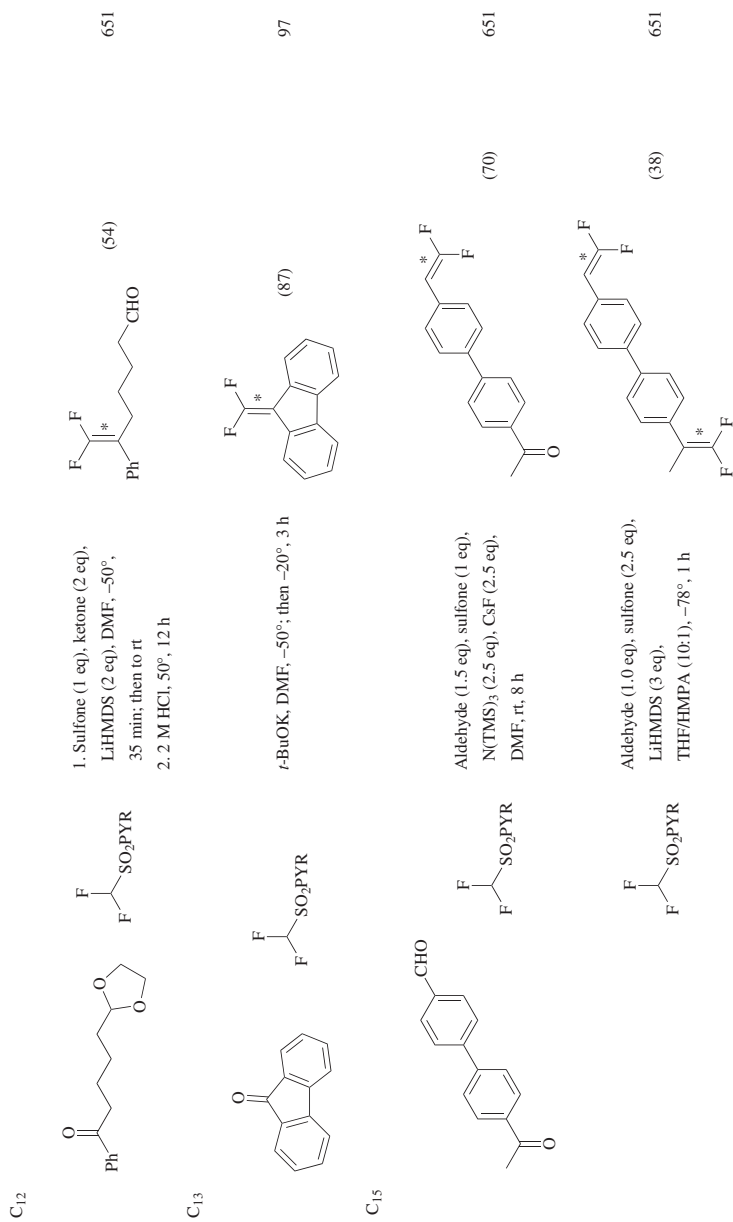 C₁₂
O
Ph
O
O
F
F
SO₂PYR
1. Sulfone (1 eq), ketone (2 eq),
LiHMDS (2 eq), DMF, –50°,
35 min; then to rt
2. 2 M HCl, 50°, 12 h
F
F
*
Ph
CHO
(54)
651
C₁₃
O
F
F
SO₂PYR
t-BuOK, DMF, –50°; then –20°, 3 h
F
F
*
(87)
97
C₁₅
CHO
O
F
F
SO₂PYR
Aldehyde (1.5 eq), sulfone (1 eq),
N(TMS)₃ (2.5 eq), CsF (2.5 eq),
DMF, rt, 8 h
*
F
F
O
(70)
651
F
F
SO₂PYR
Aldehyde (1.0 eq), sulfone (2.5 eq),
LiHMDS (3 eq),
THF/HMPA (10:1), –78°, 1 h
*
F
F
*
F
F
(38)
651